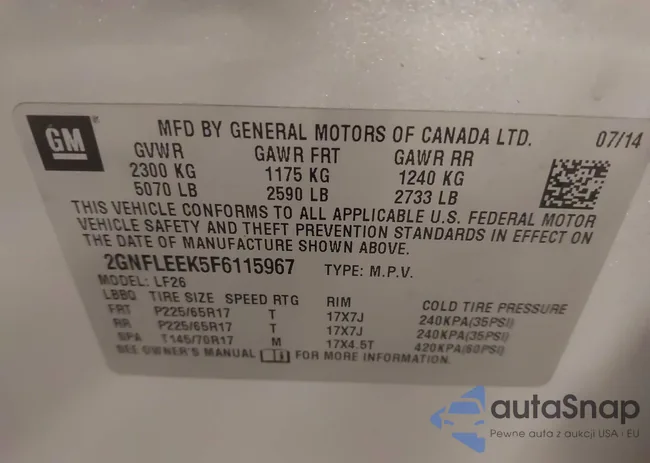 GM
MFD BY GENERAL MOTORS OF CANADA LTD. 07/14
GVWR GAWR FRT GAWR RR
2300 KG 1175 KG 1240 KG
5070 LB 2590 LB 2733 LB
THIS VEHICLE CONFORMS TO ALL APPLICABLE U.S. FEDERAL MOTOR
VEHICLE SAFETY AND THEFT PREVENTION STANDARDS IN EFFECT ON
THE DATE OF MANUFACTURE SHOWN ABOVE.
2GNFLEEK5F6115967 TYPE: M.P.V.
MODEL: LF26
LBBQ TIRE SIZE SPEED RTG RIM COLD TIRE PRESSURE
FRT P225/65R17 T 17X7J 240KPA(35PSI)
RR P225/65R17 T 17X7J 240KPA(35PSI)
SPA T145/70R17 M 17X4.5T 420KPA(60PSI)
SEE OWNER'S MANUAL FOR MORE INFORMATION.
autaSnap
Pewne auta z aukcji USA i EU